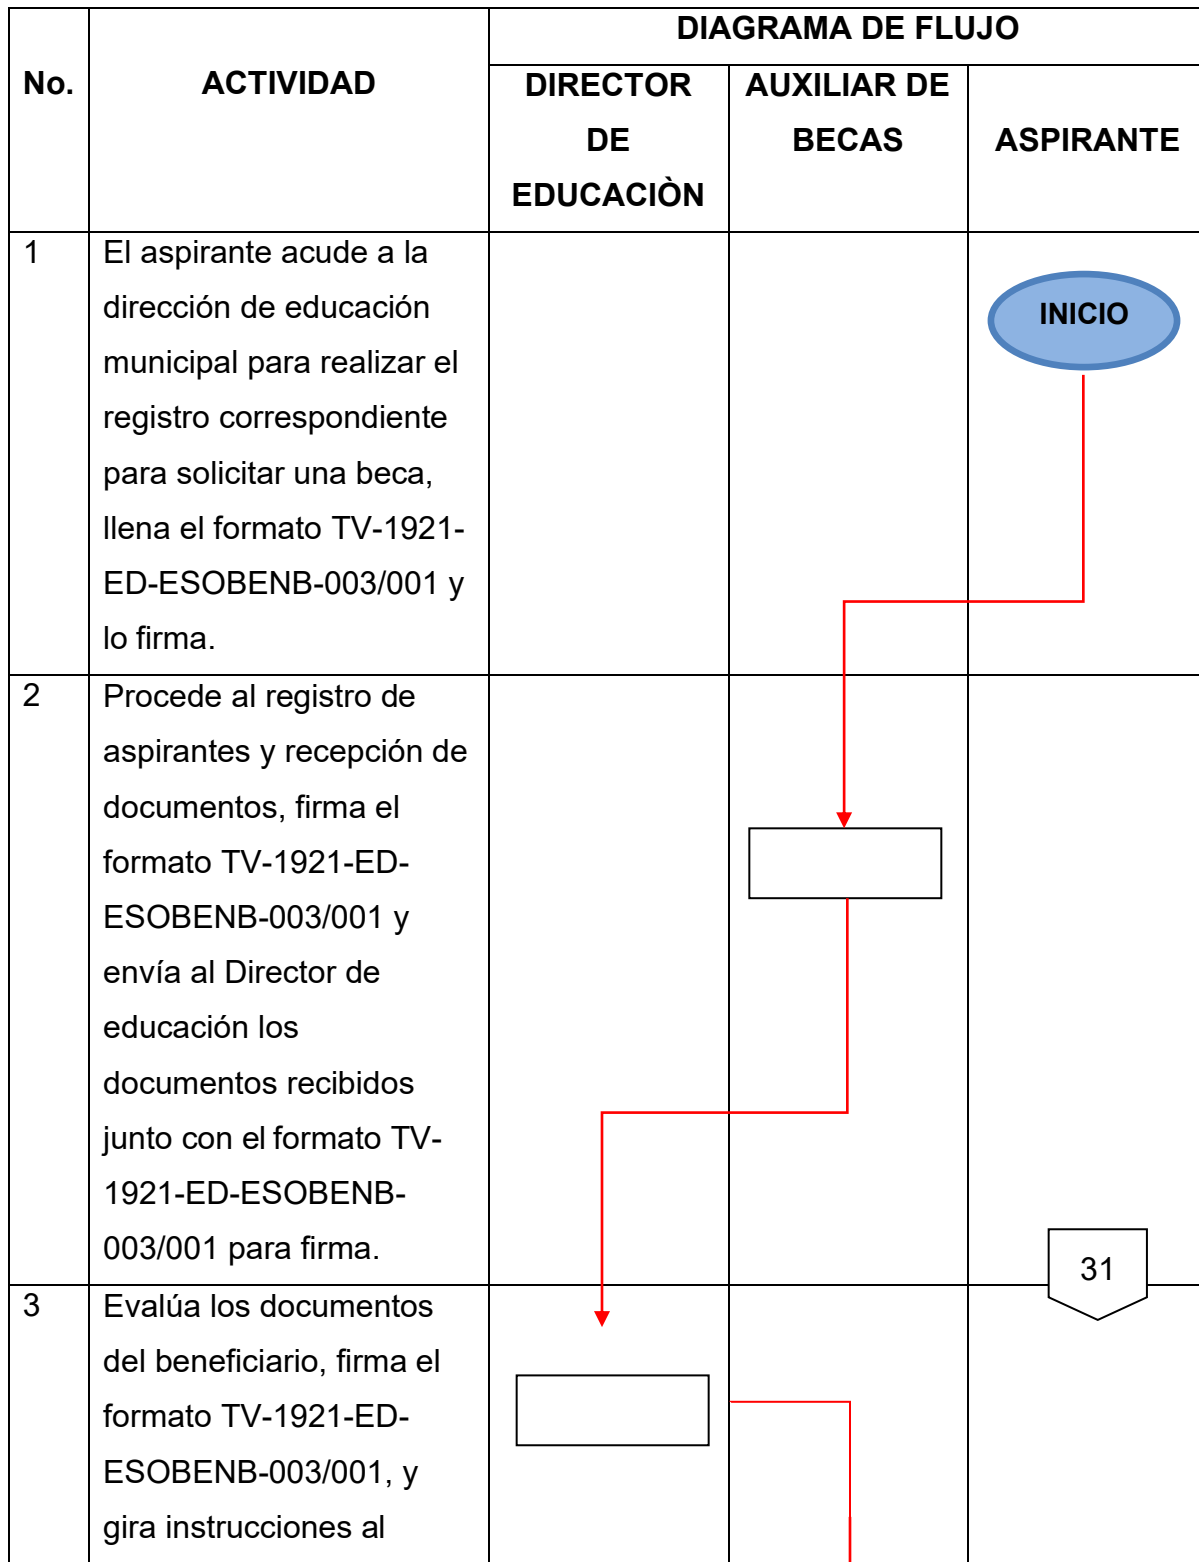 DIAGRAMA DE FLUJO
No.
ACTIVIDAD
DIRECTOR
DE
EDUCACIÒN
AUXILIAR DE
BECAS
ASPIRANTE
1
El aspirante acude a la
dirección de educación
municipal para realizar el
registro correspondiente
para solicitar una beca,
llena el formato TV-1921-
ED-ESOBENB-003/001 y
lo firma.
INICIO
2
Procede al registro de
aspirantes y recepción de
documentos, firma el
formato TV-1921-ED-
ESOBENB-003/001 y
envía al Director de
educación los
documentos recibidos
junto con el formato TV-
1921-ED-ESOBENB-
003/001 para firma.
31
3
Evalúa los documentos
del beneficiario, firma el
formato TV-1921-ED-
ESOBENB-003/001, y
gira instrucciones al